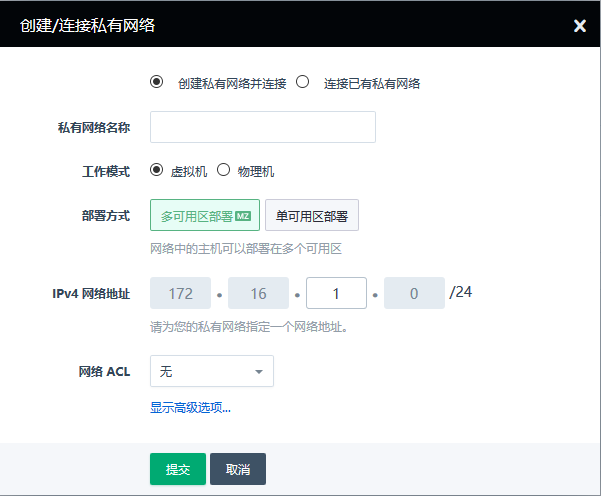 创建/连接私有网络
创建私有网络并连接 连接已有私有网络
私有网络名称
工作模式 虚拟机 物理机
部署方式 多可用区部署 MZ 单可用区部署
网络中的主机可以部署在多个可用区
IPv4 网络地址 172 . 16 . 1 . 0 /24
请为您的私有网络指定一个网络地址。
网络 ACL 无
显示高级选项...
提交 取消